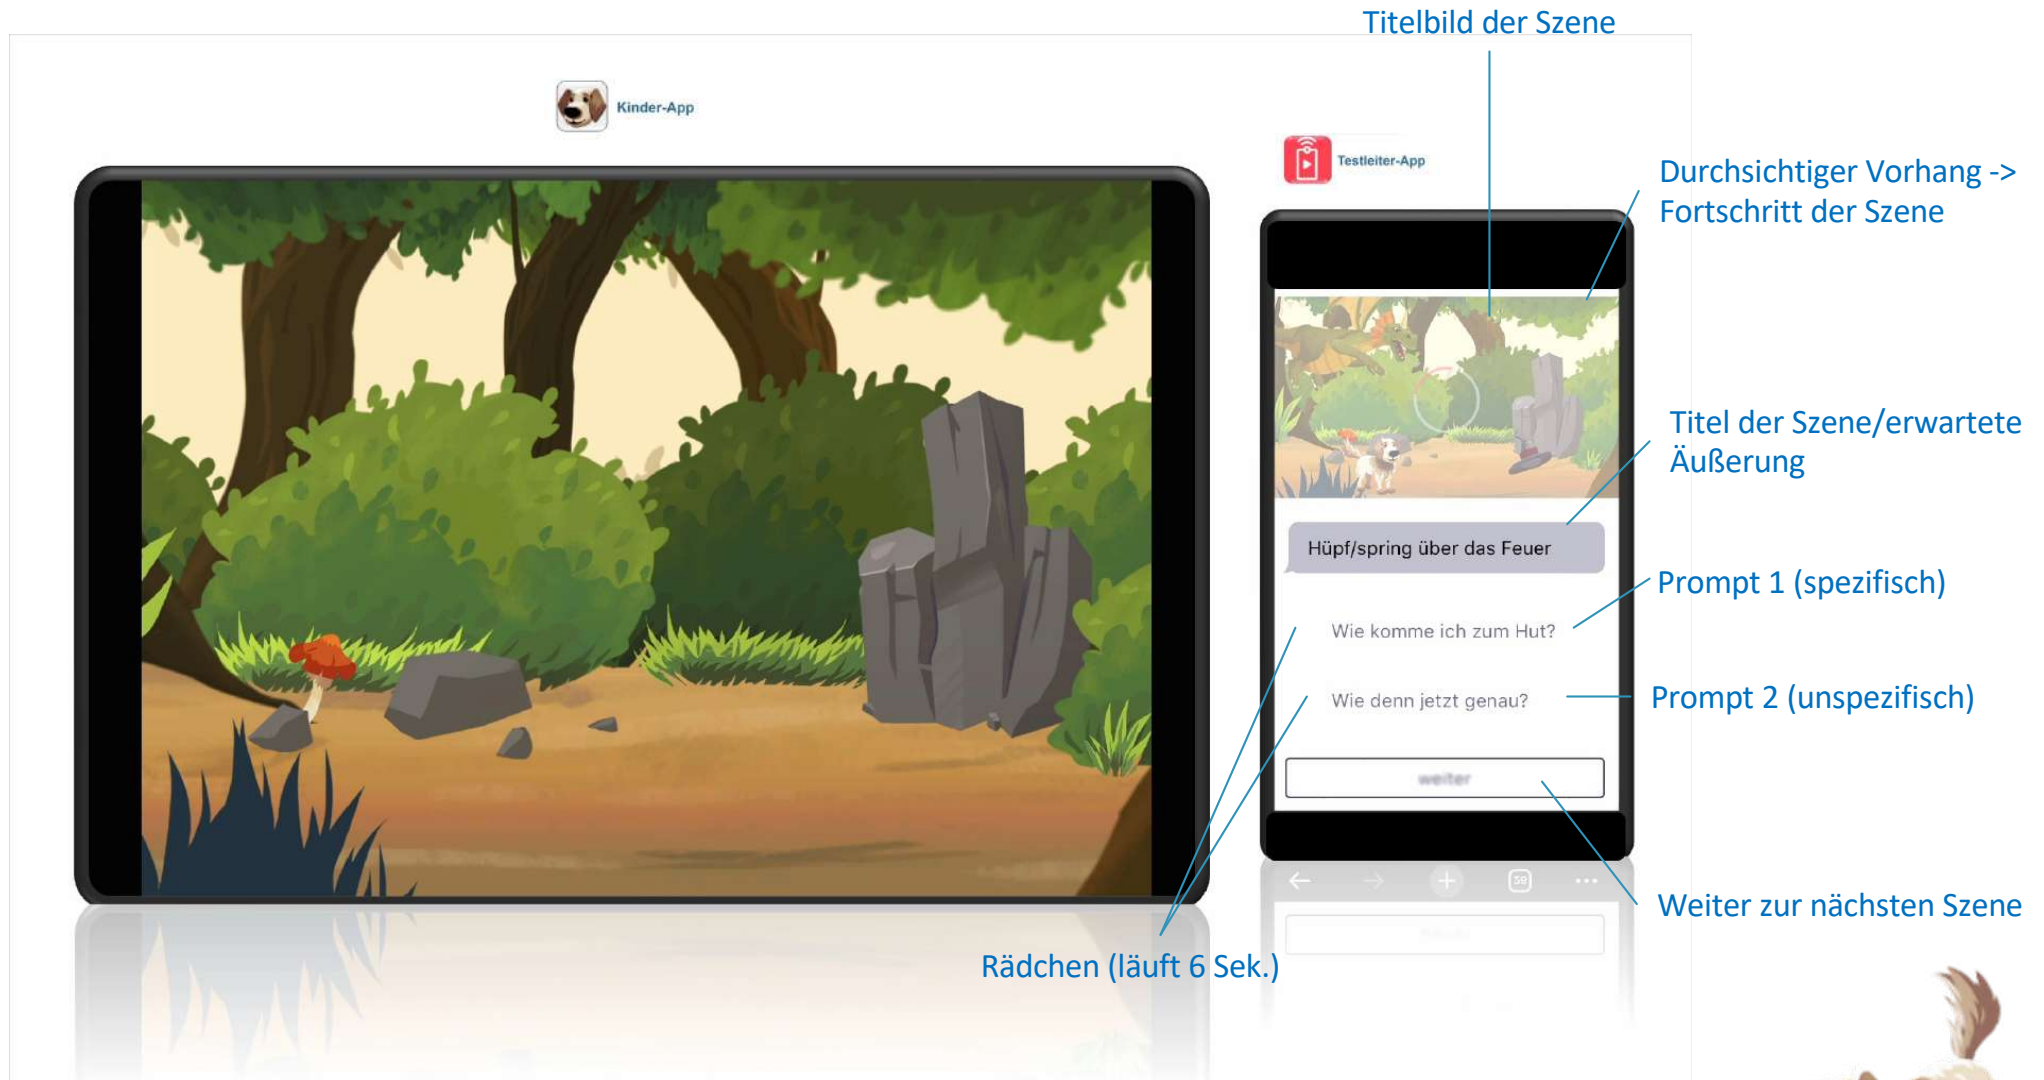 Titelbild der Szene
Kinder-App
Testleiter-App
Durchsichtiger Vorhang ->
Fortschritt der Szene
Titel der Szene/erwartete
Äußerung
Hüpf/spring über das Feuer
Prompt 1 (spezifisch)
Wie komme ich zum Hut?
Prompt 2 (unspezifisch)
Wie denn jetzt genau?
weiter
59
Weiter zur nächsten Szene
Rädchen (läuft 6 Sek.)